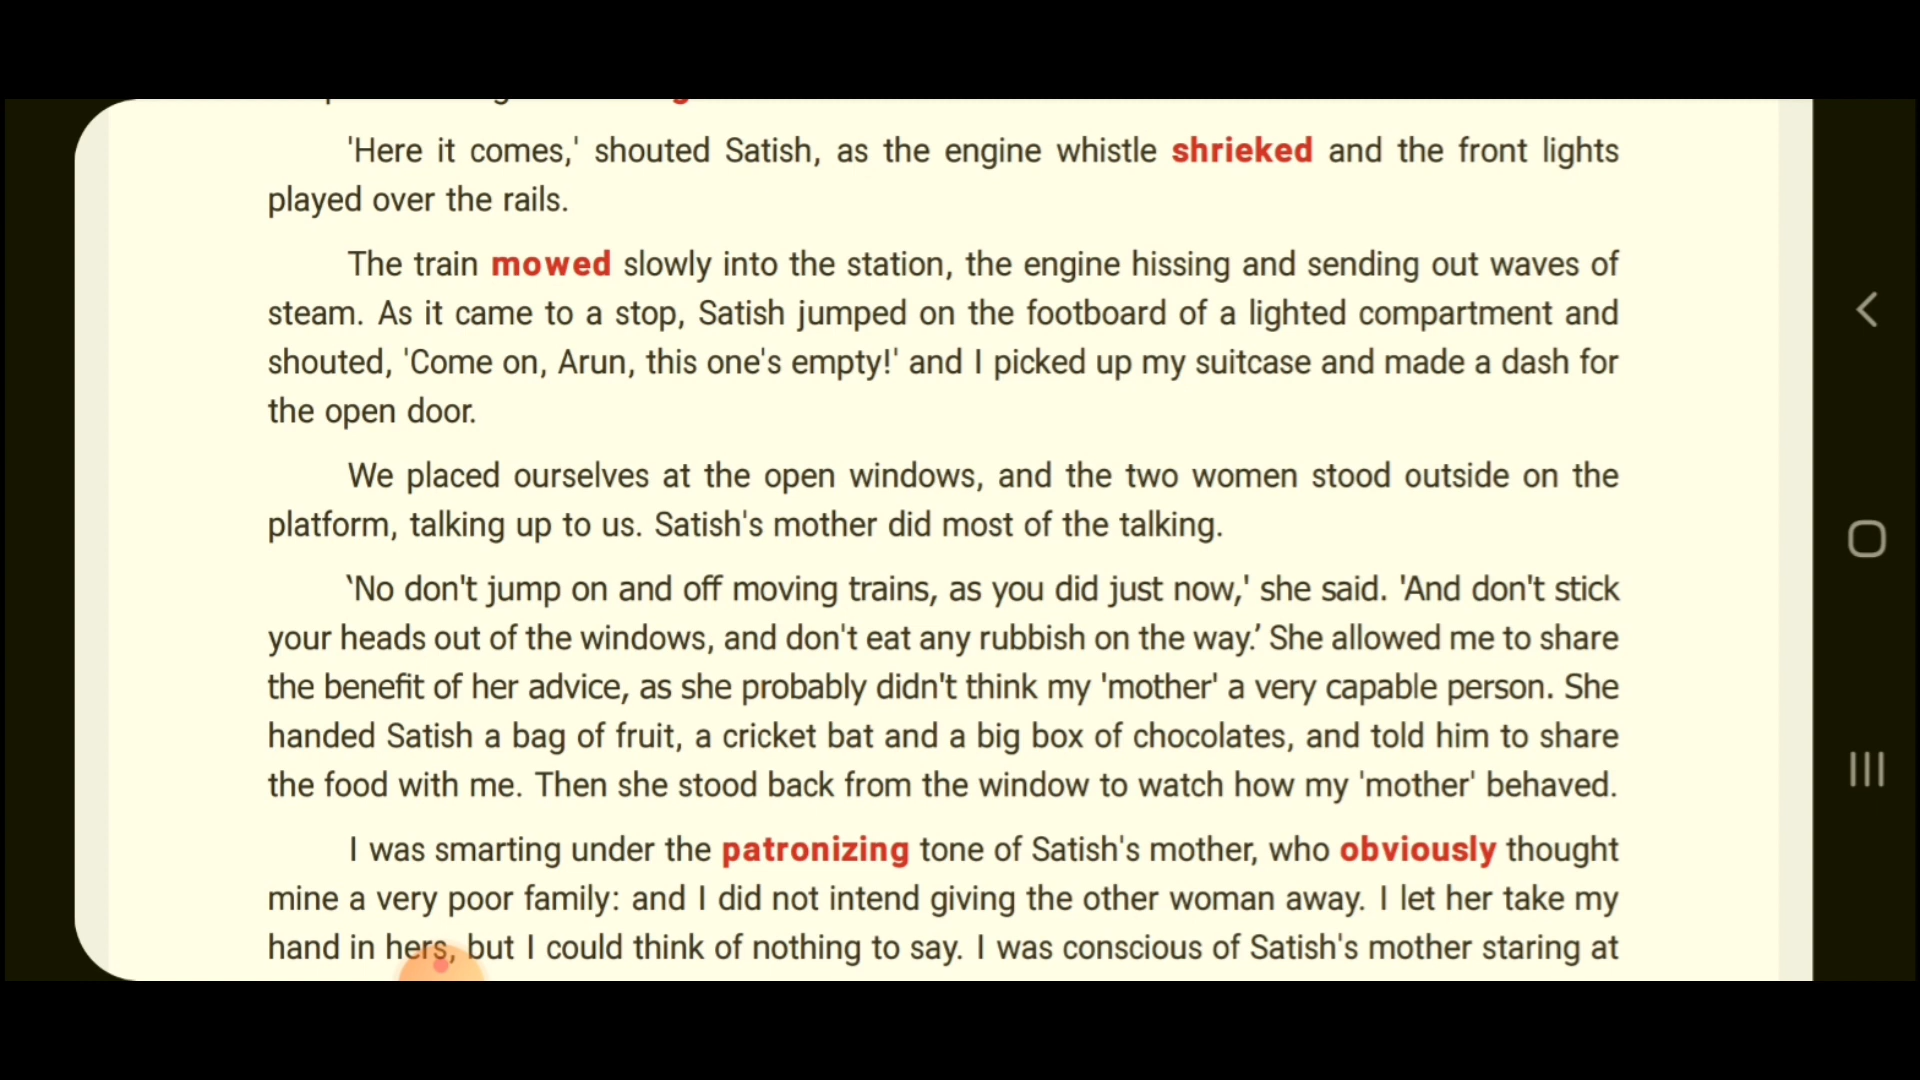 'Here it comes,' shouted Satish, as the engine whistle shrieked and the front lights
played over the rails.
The train mowed slowly into the station, the engine hissing and sending out waves of
steam. As it came to a stop, Satish jumped on the footboard of a lighted compartment and
shouted, 'Come on, Arun, this one's empty!' and I picked up my suitcase and made a dash for
the open door.
We placed ourselves at the open windows, and the two women stood outside on the
platform, talking up to us. Satish's mother did most of the talking.
‛No don't jump on and off moving trains, as you did just now,' she said. 'And don't stick
your heads out of the windows, and don't eat any rubbish on the way.’ She allowed me to share
the benefit of her advice, as she probably didn't think my 'mother' a very capable person. She
handed Satish a bag of fruit, a cricket bat and a big box of chocolates, and told him to share
the food with me. Then she stood back from the window to watch how my 'mother' behaved.
I was smarting under the patronizing tone of Satish's mother, who obviously thought
mine a very poor family: and I did not intend giving the other woman away. I let her take my
hand in hers, but I could think of nothing to say. I was conscious of Satish's mother staring at